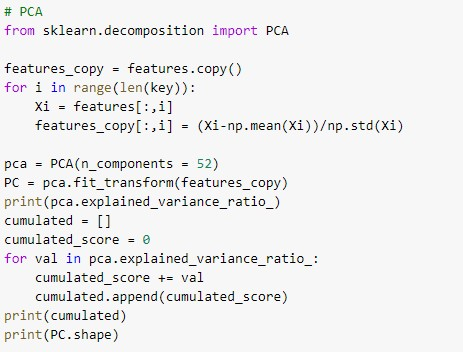 # PCA
from sklearn.decomposition import PCA

features_copy = features.copy()
for i in range(len(key)):
    Xi = features[:,i]
    features_copy[:,i] = (Xi-np.mean(Xi))/np.std(Xi)

pca = PCA(n_components = 52)
PC = pca.fit_transform(features_copy)
print(pca.explained_variance_ratio_)
cumulated = []
cumulated_score = 0
for val in pca.explained_variance_ratio_:
    cumulated_score += val
    cumulated.append(cumulated_score)
print(cumulated)
print(PC.shape)